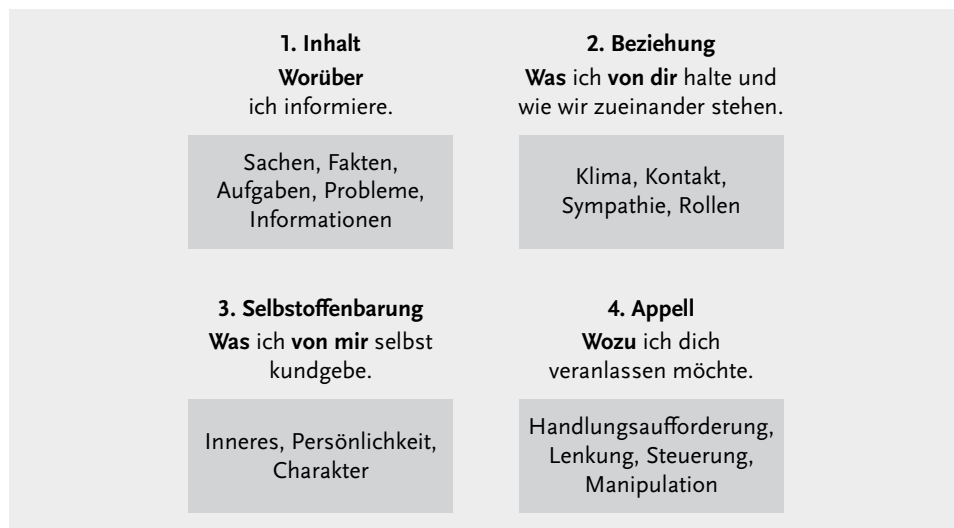 1. Inhalt
Worüber
ich informiere.
Sachen, Fakten,
Aufgaben, Probleme,
Informationen
2. Beziehung
Was ich von dir halte und
wie wir zueinander stehen.
Klima, Kontakt,
Sympathie, Rollen
3. Selbstoffenbarung
Was ich von mir selbst
kundgebe.
Inneres, Persönlichkeit,
Charakter
4. Appell
Wozu ich dich
veranlassen möchte.
Handlungsaufforderung,
Lenkung, Steuerung,
Manipulation